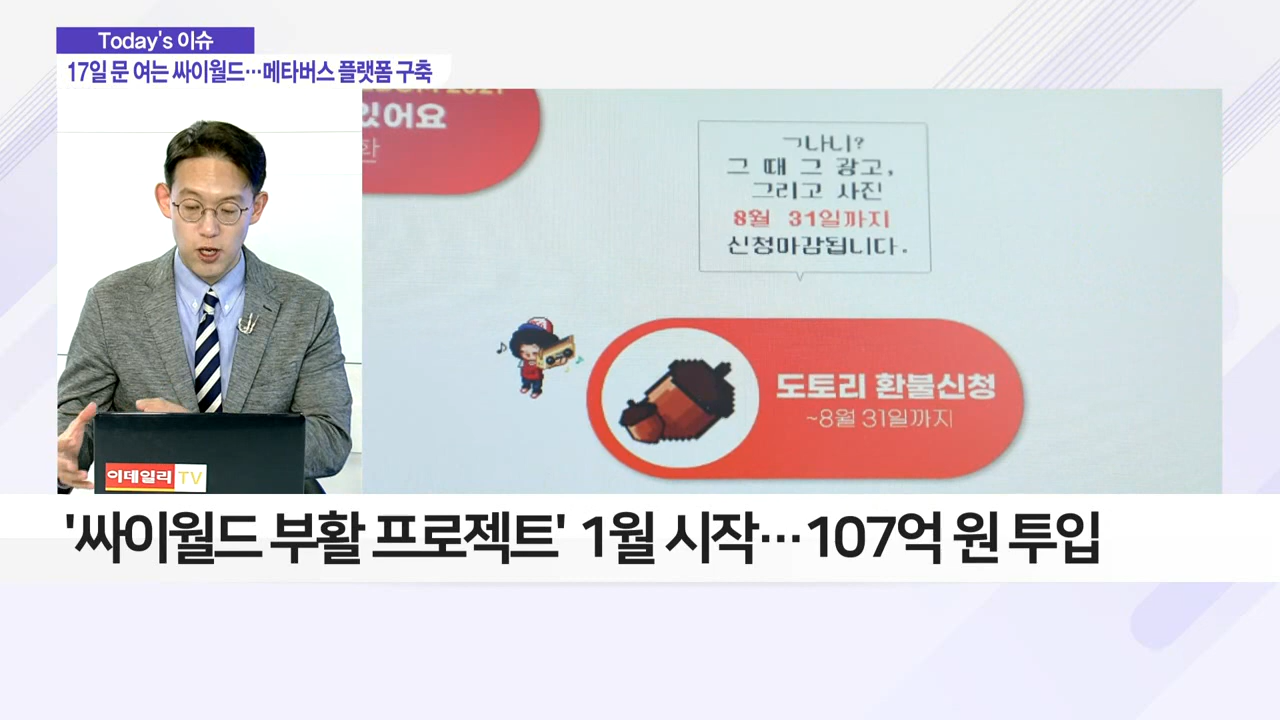 Today's 이슈
17일 문 여는 싸이월드…메타버스 플랫폼 구축
있어요
ㄱ나니?
그 때 그 광고,
그리고 사진
8월 31일까지
신청마감됩니다.
도토리 환불신청
~8월 31일까지
이데일리 TV
'싸이월드 부활 프로젝트' 1월 시작…107억 원 투입